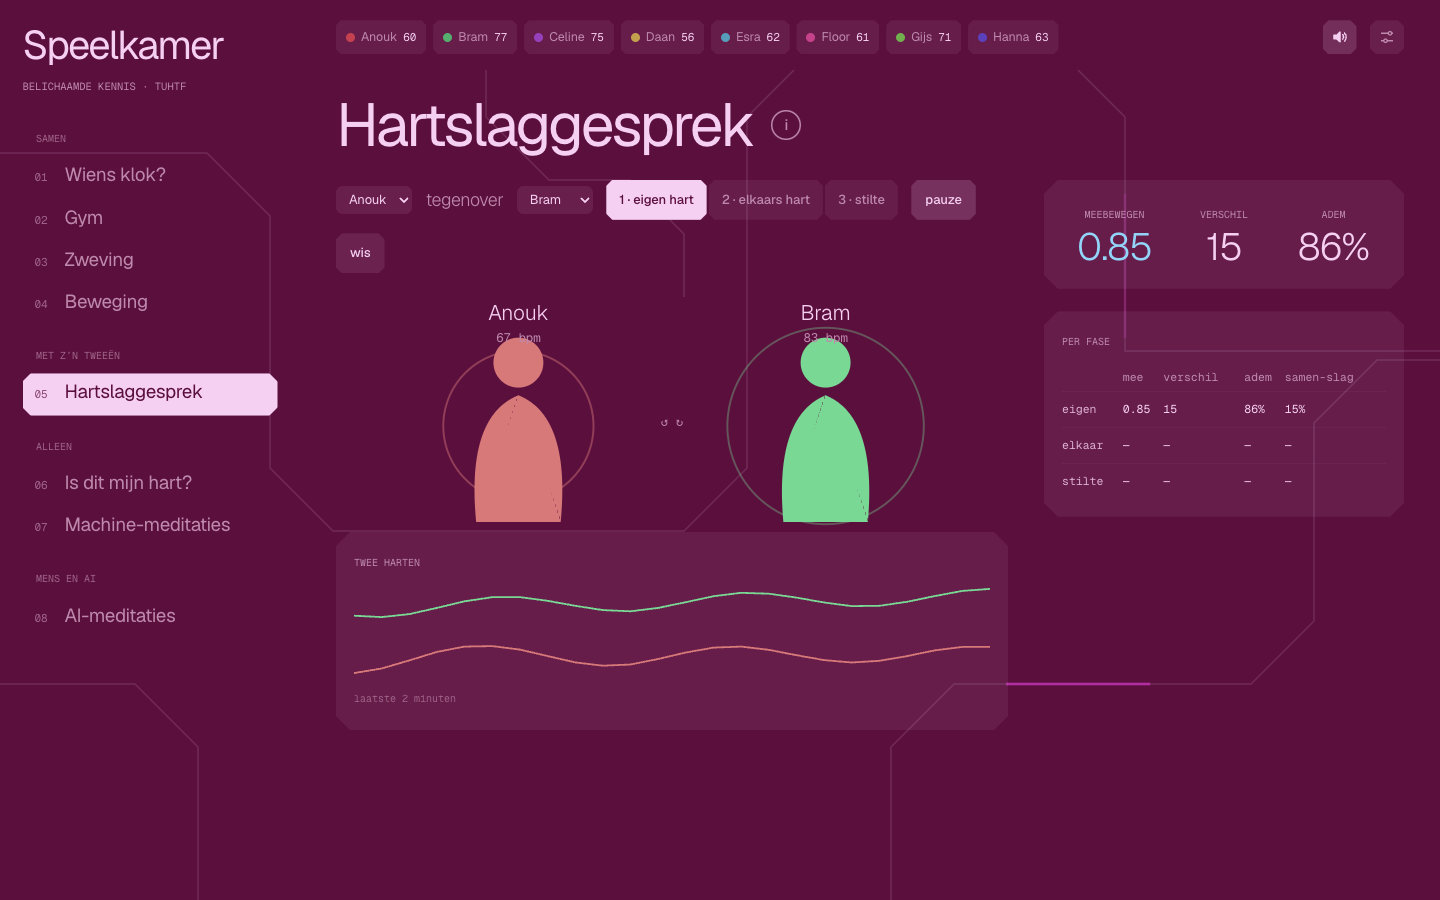 Speelkamer
BELICHAAMDE KENNIS · TUHTF
SAMEN
01 Wiens klok?
02 Gym
03 Zweving
04 Beweging
MET Z'N TWEEËN
05 Hartslaggesprek
ALLEEN
06 Is dit mijn hart?
07 Machine-meditaties
MENS EN AI
08 AI-meditaties
Anouk 60 Bram 77 Celine 75 Daan 56 Esra 62 Floor 61 Gijs 71 Hanna 63
Hartslaggesprek i
Anouk tegenover Bram 1 · eigen hart 2 · elkaars hart 3 · stilte pauze
wis
Anouk
67 bpm
Bram
83 bpm
↺ ↻
TWEE HARTEN
laatste 2 minuten
MEEBEWEGEN VERSCHIL ADEM
0.85 15 86%
PER FASE
mee verschil adem samen-slag
eigen 0.85 15 86% 15%
elkaar – – – –
stilte – – – –